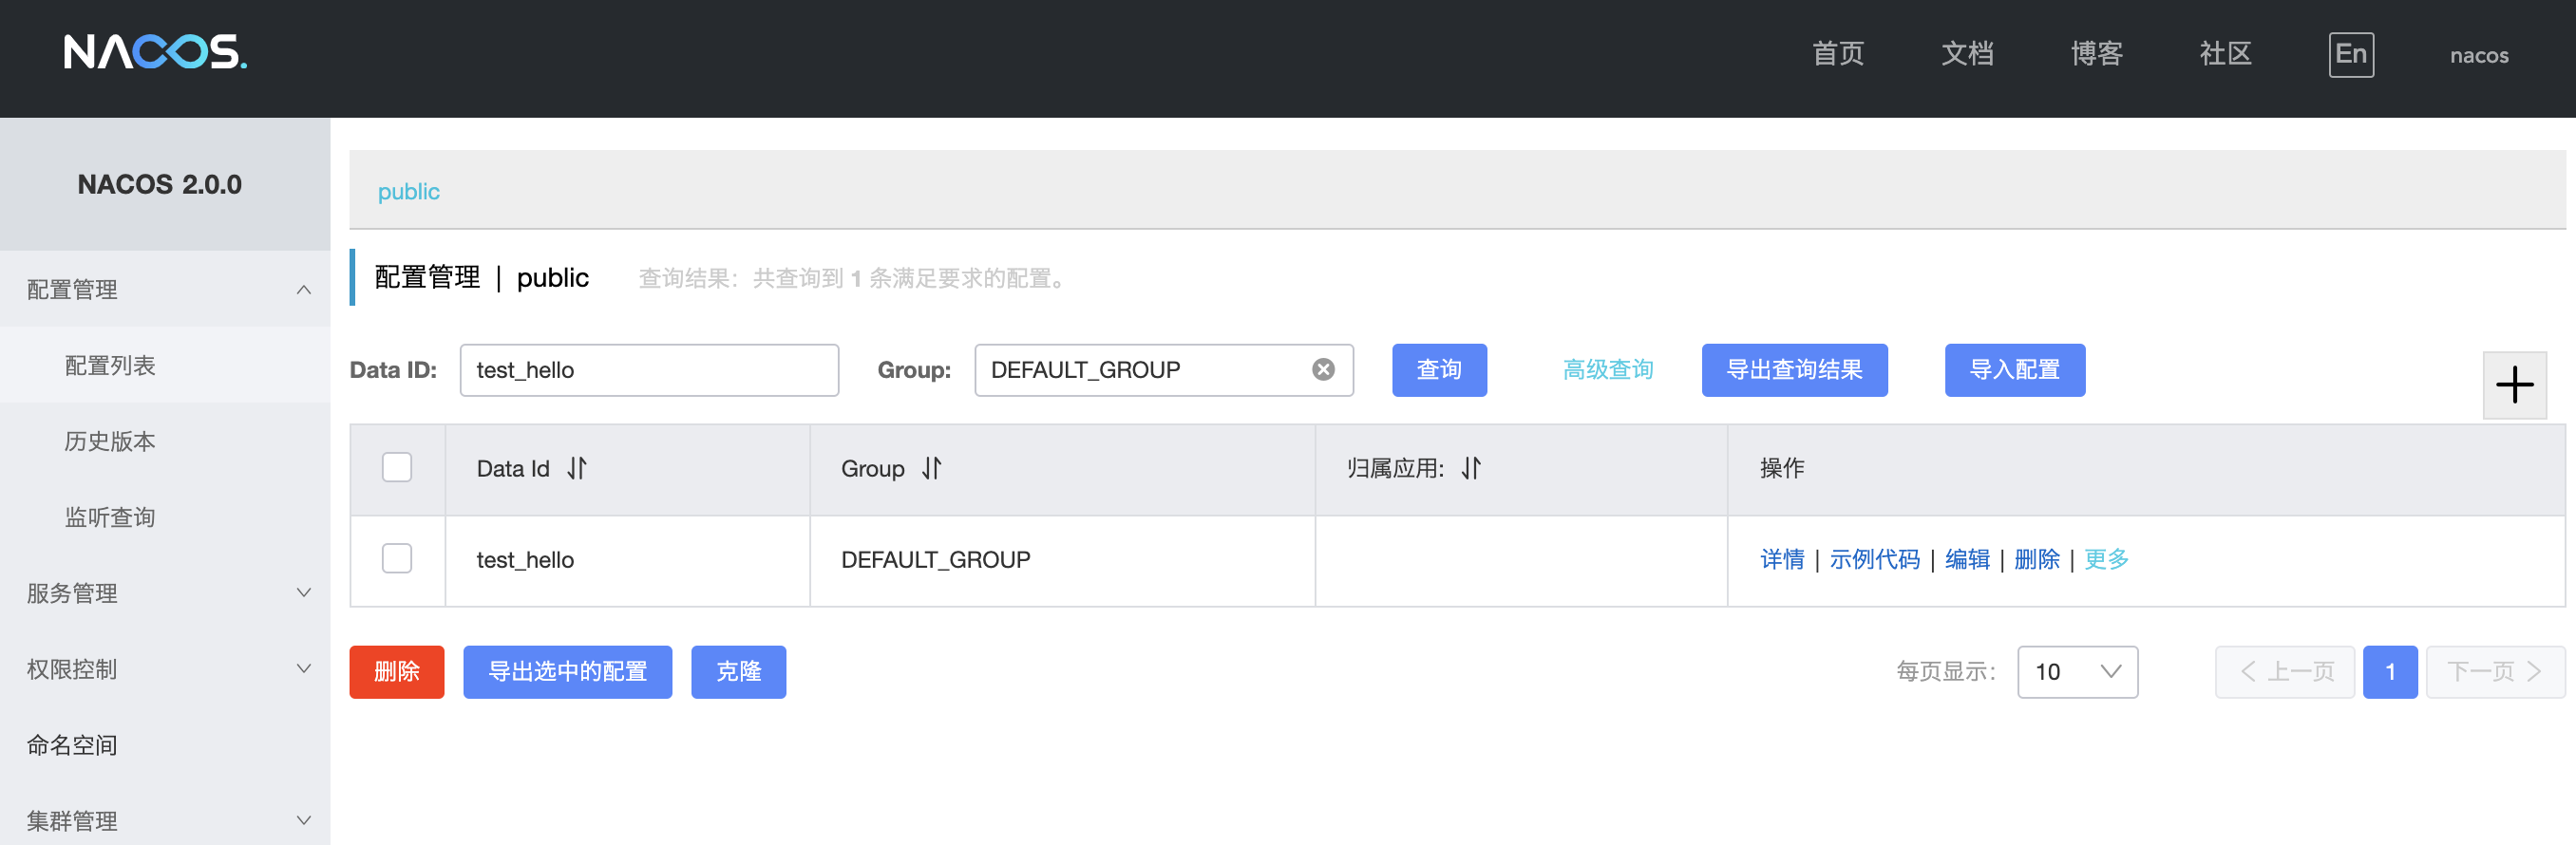 NACOS.
首页 文档 博客 社区 En nacos
NACOS 2.0.0
配置管理
配置列表
历史版本
监听查询
服务管理
权限控制
命名空间
集群管理
public
配置管理 | public 查询结果：共查询到 1 条满足要求的配置。
Data ID: test_hello Group: DEFAULT_GROUP 查询 高级查询 导出查询结果 导入配置
Data Id Group 归属应用: 操作
test_hello DEFAULT_GROUP 详情 | 示例代码 | 编辑 | 删除 | 更多
删除 导出选中的配置 克隆 每页显示: 10 上一页 1 下一页